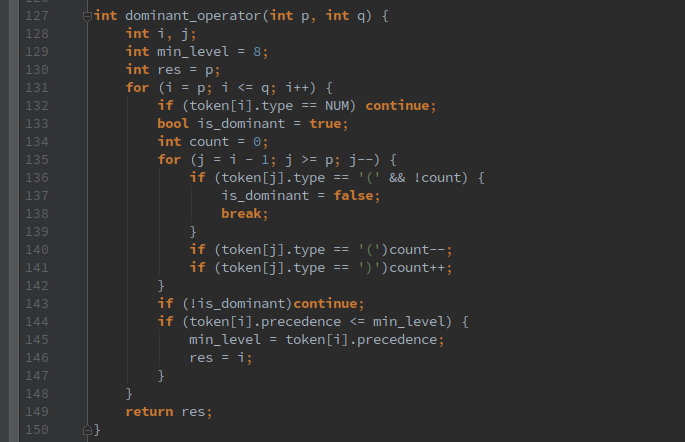 127 int dominant_operator(int p, int q) {
128     int i, j;
129     int min_level = 8;
130     int res = p;
131     for (i = p; i <= q; i++) {
132         if (token[i].type == NUM) continue;
133         bool is_dominant = true;
134         int count = 0;
135         for (j = i - 1; j >= p; j--) {
136             if (token[j].type == '(' && !count) {
137                 is_dominant = false;
138                 break;
139             }
140             if (token[j].type == '(')count--;
141             if (token[j].type == ')')count++;
142         }
143         if (!is_dominant)continue;
144         if (token[i].precedence <= min_level) {
145             min_level = token[i].precedence;
146             res = i;
147         }
148     }
149     return res;
150 }